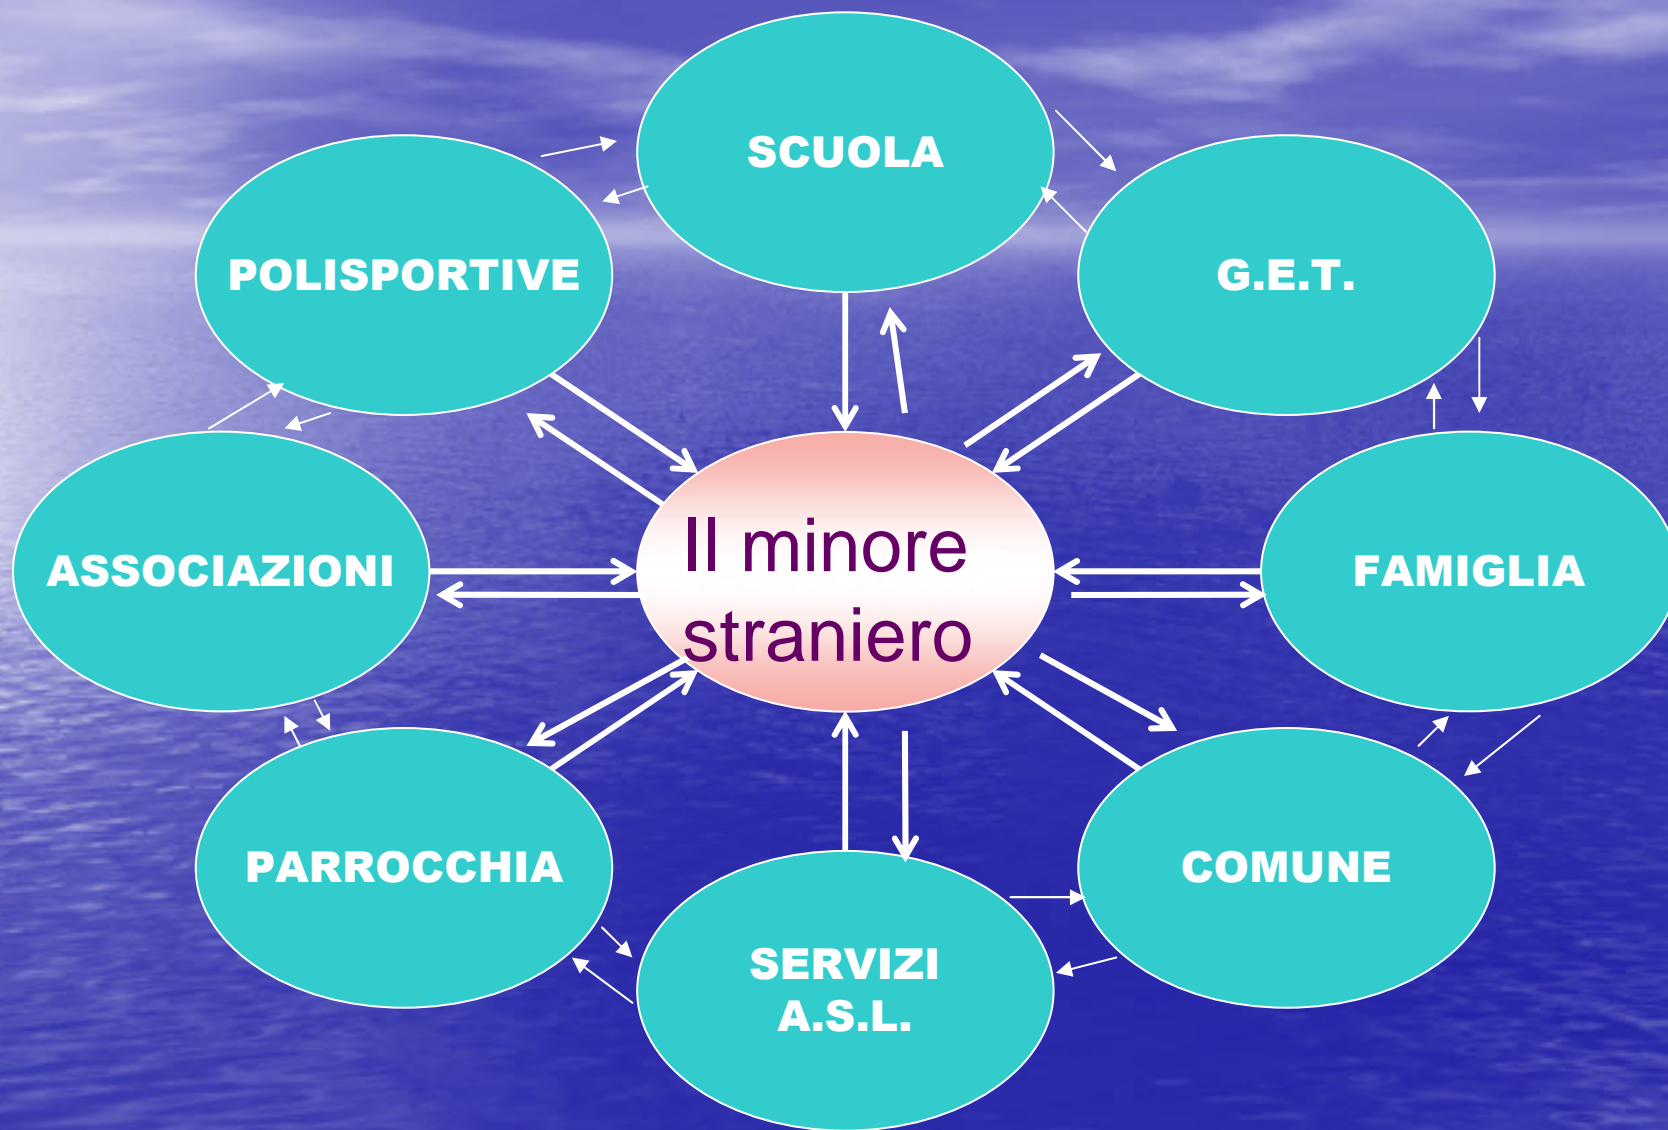 SCUOLA
POLISPORTIVE
G.E.T.
Il minore
straniero
ASSOCIAZIONI
FAMIGLIA
PARROCCHIA
COMUNE
SERVIZI
A.S.L.